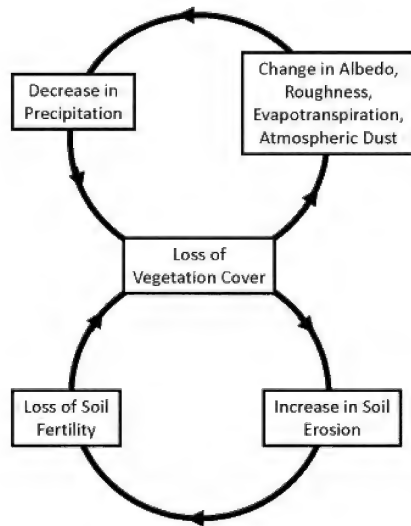 Decrease in
Precipitation
Change in Albedo,
Roughness,
Evapotranspiration,
Atmospheric Dust
Loss of
Vegetation Cover
Loss of Soil
Fertility
Increase in Soil
Erosion